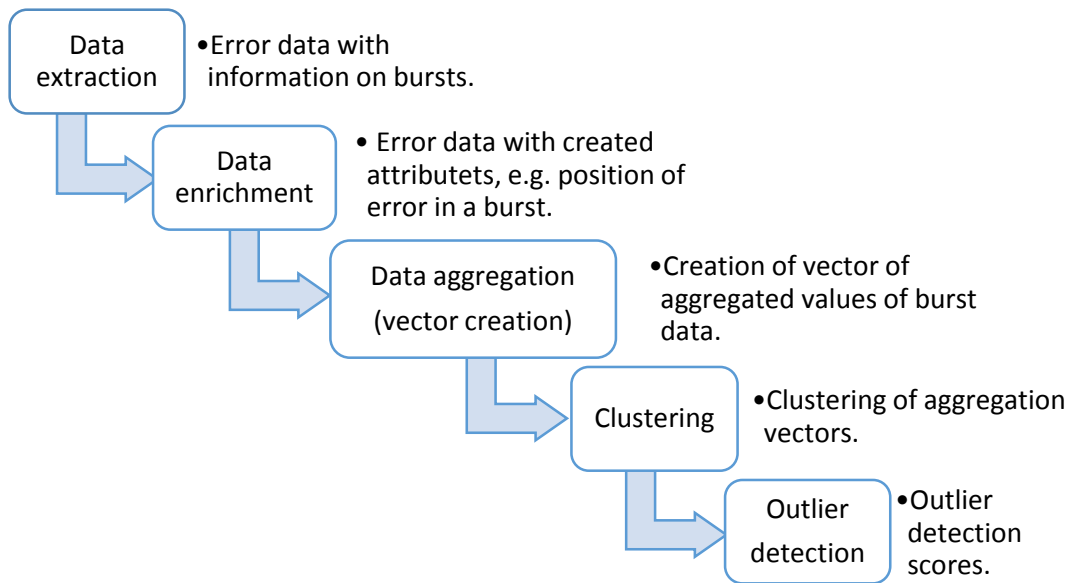 Data
extraction
•Error data with
information on bursts.
Data
enrichment
• Error data with created
attributets, e.g. position of
error in a burst.
Data aggregation
(vector creation)
•Creation of vector of
aggregated values of burst
data.
Clustering
•Clustering of aggregation
vectors.
Outlier
detection
•Outlier
detection
scores.